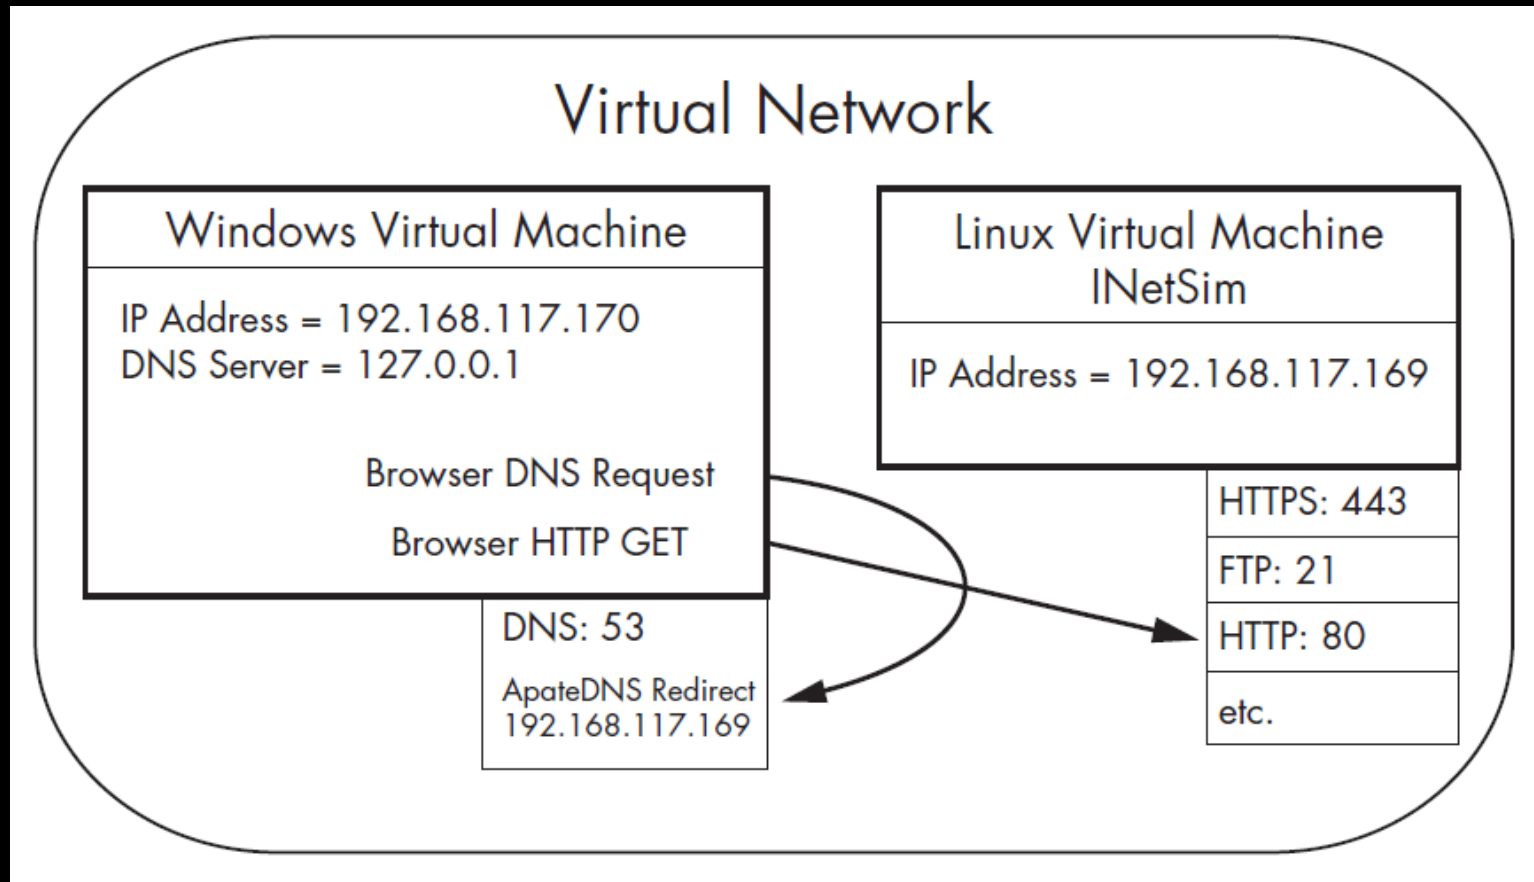 Virtual Network
Windows Virtual Machine
IP Address = 192.168.117.170
DNS Server = 127.0.0.1
Browser DNS Request
Browser HTTP GET
DNS: 53
ApateDNS Redirect
192.168.117.169
Linux Virtual Machine
INetSim
IP Address = 192.168.117.169
HTTPS: 443
FTP: 21
HTTP: 80
etc.